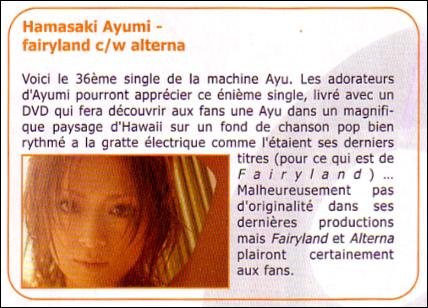 Hamasaki Ayumi -
fairyland c/w alterna
Voici le 36ème single de la machine Ayu. Les adorateurs
d'Ayumi pourront apprécier ce énième single, livré avec un
DVD qui fera découvrir aux fans une Ayu dans un magnifi-
que paysage d'Hawaii sur un fond de chanson pop bien
rythmé a la gratte électrique comme l'étaient ses derniers
titres (pour ce qui est de
Fairyland) ...
Malheureusement pas
d'originalité dans ses
dernières productions
mais Fairyland et Alterna
plairont certainement
aux fans.